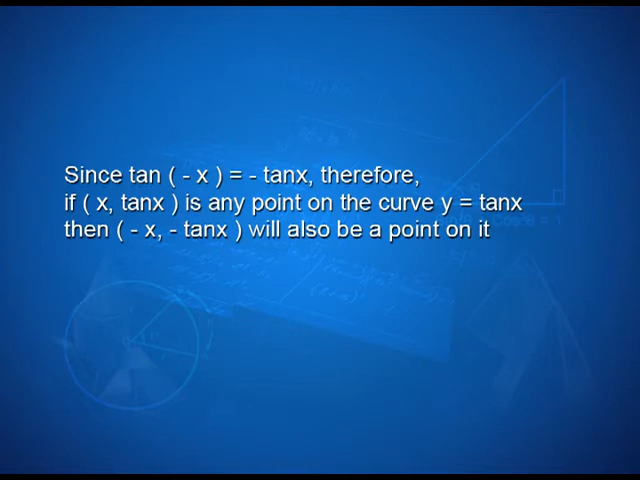 Since tan ( - x ) = - tanx, therefore,
if ( x, tanx ) is any point on the curve y = tanx
then ( - x, - tanx ) will also be a point on it